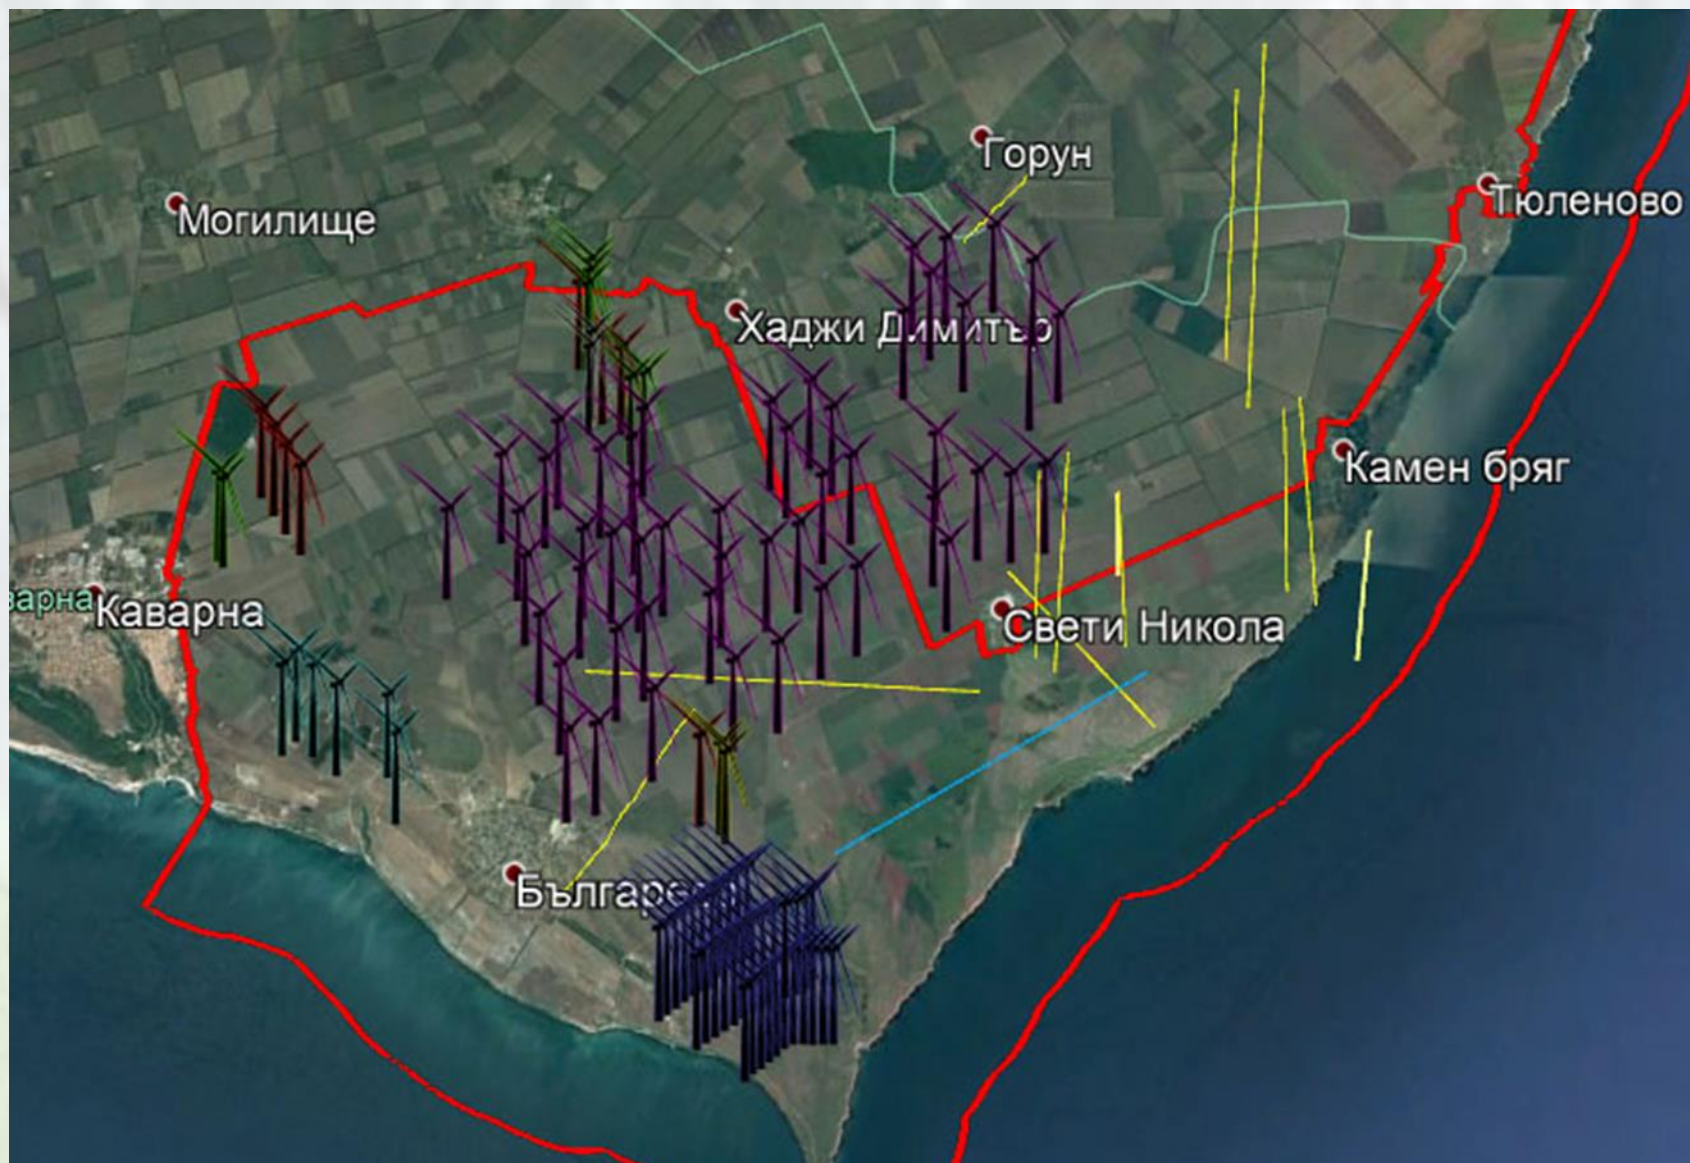 Горун
Тюленово
Могилище
Хаджи Димитър
Камен бряг
Каварна
Свети Никола